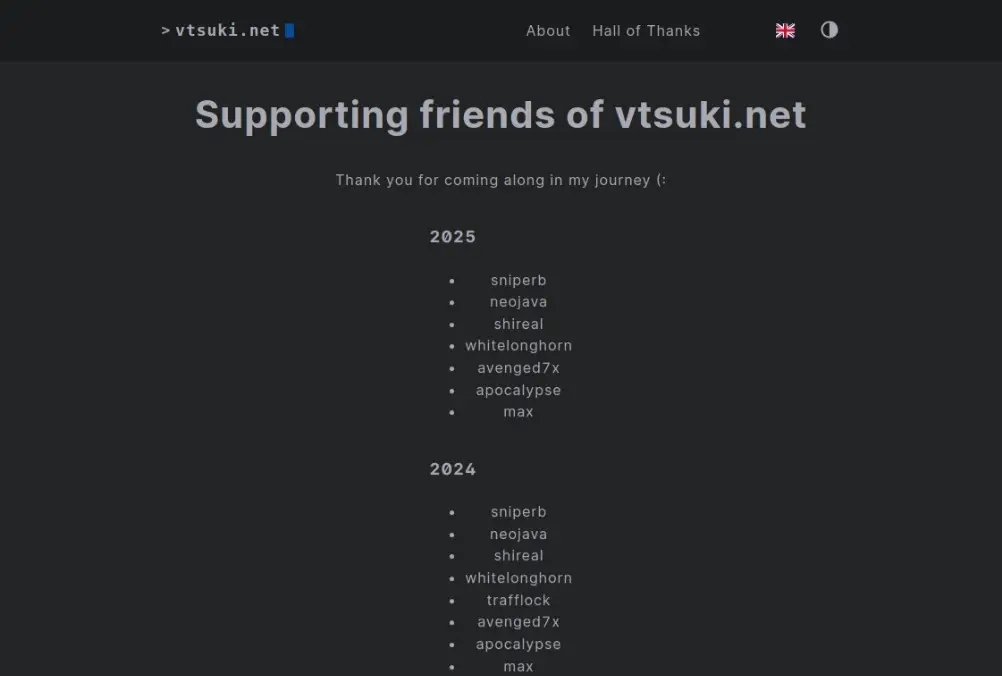 > vtsuki.net
About Hall of Thanks
Supporting friends of vtsuki.net
Thank you for coming along in my journey (:
2025
• sniperb
• neojava
• shireal
• whitelonghorn
• avenged7x
• apocalypse
• max
2024
• sniperb
• neojava
• shireal
• whitelonghorn
• trafflock
• avenged7x
• apocalypse
• max